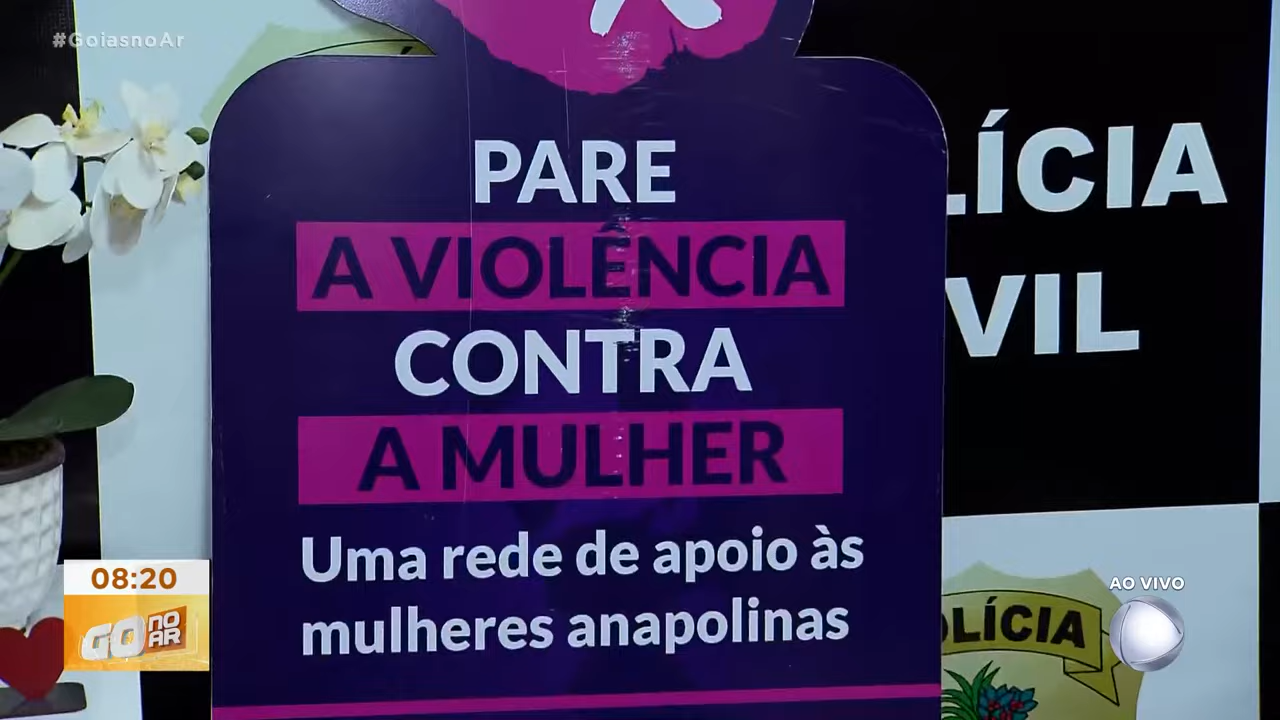 #GoiasnoAr
PARE
A VIOLÊNCIA
CONTRA
A MULHER
Uma rede de apoio às
mulheres anapolinas
LÍCIA
VIL
OLÍCIA
08:20
GO NO AR
AO VIVO